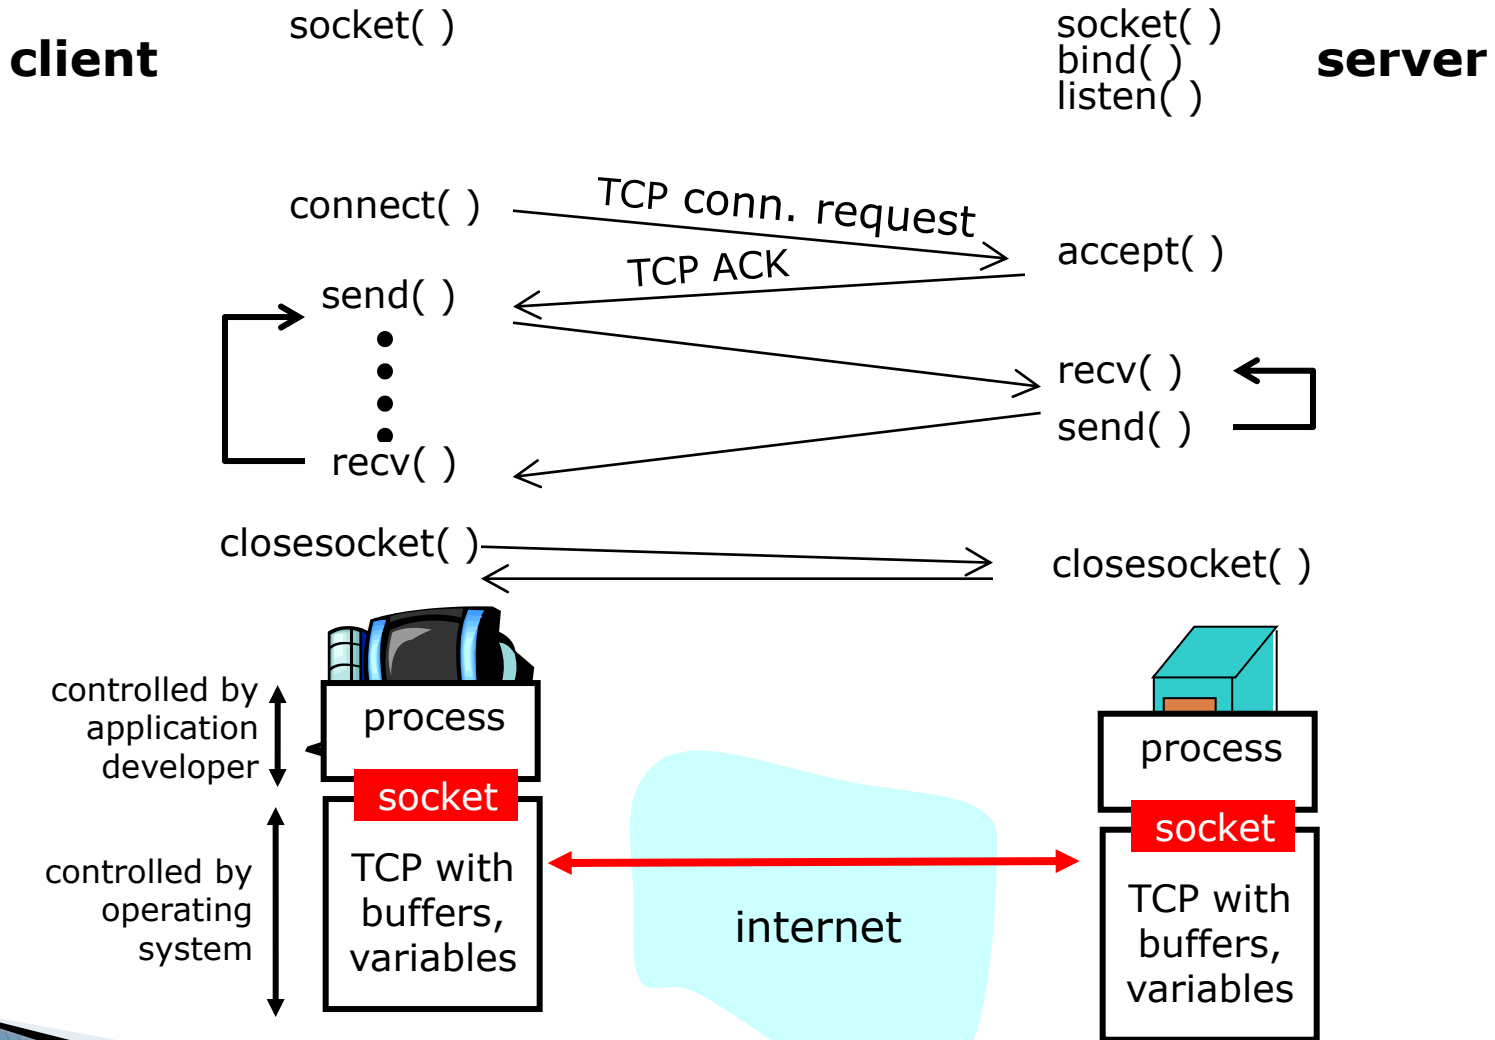 client
socket( )
socket( )
bind( )
listen( )
server
connect( )
TCP conn. request
accept( )
TCP ACK
send( )
recv( )
send( )
recv( )
closesocket( )
closesocket( )
controlled by
application
developer
process
process
socket
socket
controlled by
operating
system
TCP with
buffers,
variables
internet
TCP with
buffers,
variables